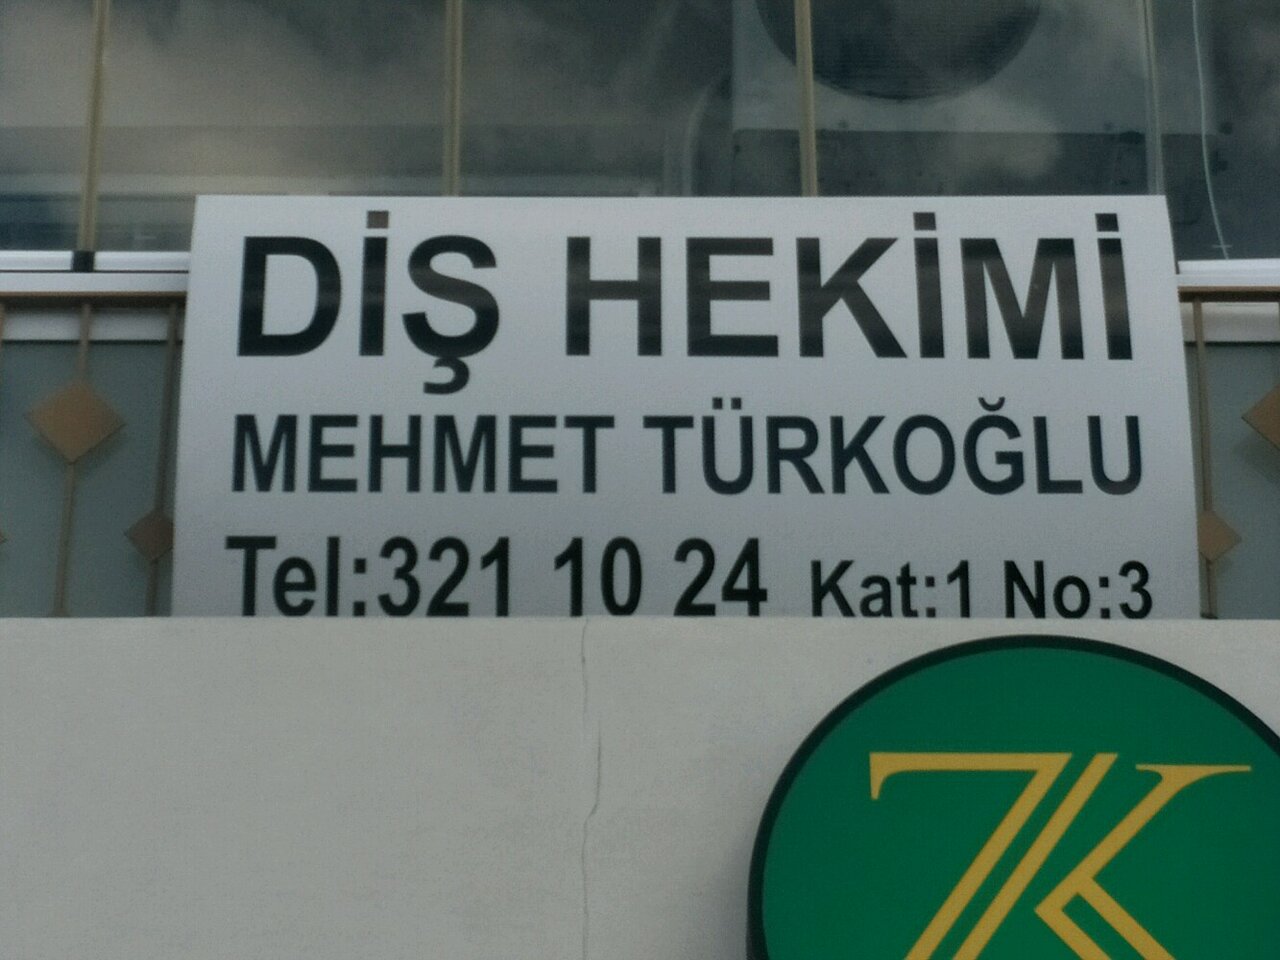 DİŞ HEKİMİ
MEHMET TÜRKOĞLU
Tel:321 10 24 Kat:1 No:3